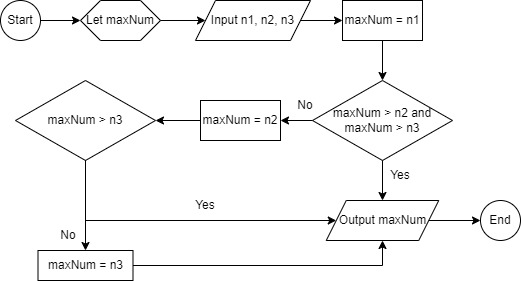 Start
Let maxNum
Input n1, n2, n3
maxNum = n1
maxNum > n3
maxNum = n2
No
maxNum > n2 and
maxNum > n3
Yes
Yes
Output maxNum
End
No
maxNum = n3